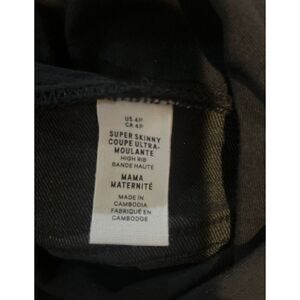 US 4P
CA 4P
SUPER SKINNY
COUPE ULTRA-
MOULANTE
HIGH RIB
BANDE HAUTE
MAMA
MATERNITÉ
MADE IN
CAMBODIA
FABRIQUÉ EN
CAMBODGE